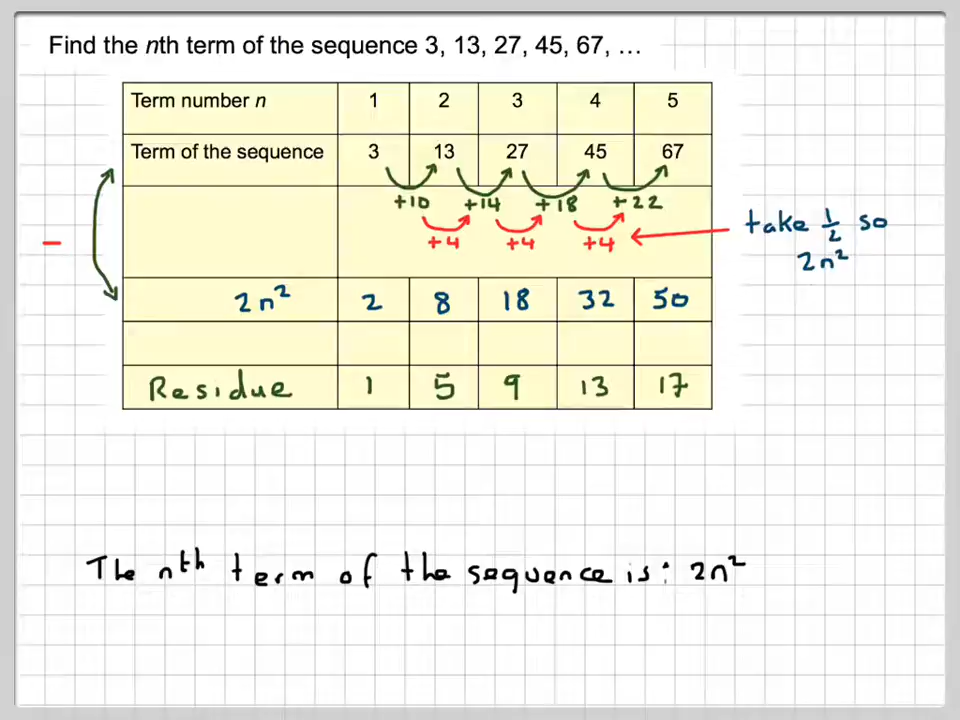 Find the nth term of the sequence 3, 13, 27, 45, 67, …
Term number n 1 2 3 4 5
Term of the sequence 3 13 27 45 67
+10 +14 +18 +22
+4 +4 +4
take 1/2 so
2n²
−
2n² 2 8 18 32 50
Residue 1 5 9 13 17
The nth term of the sequence is: 2n²